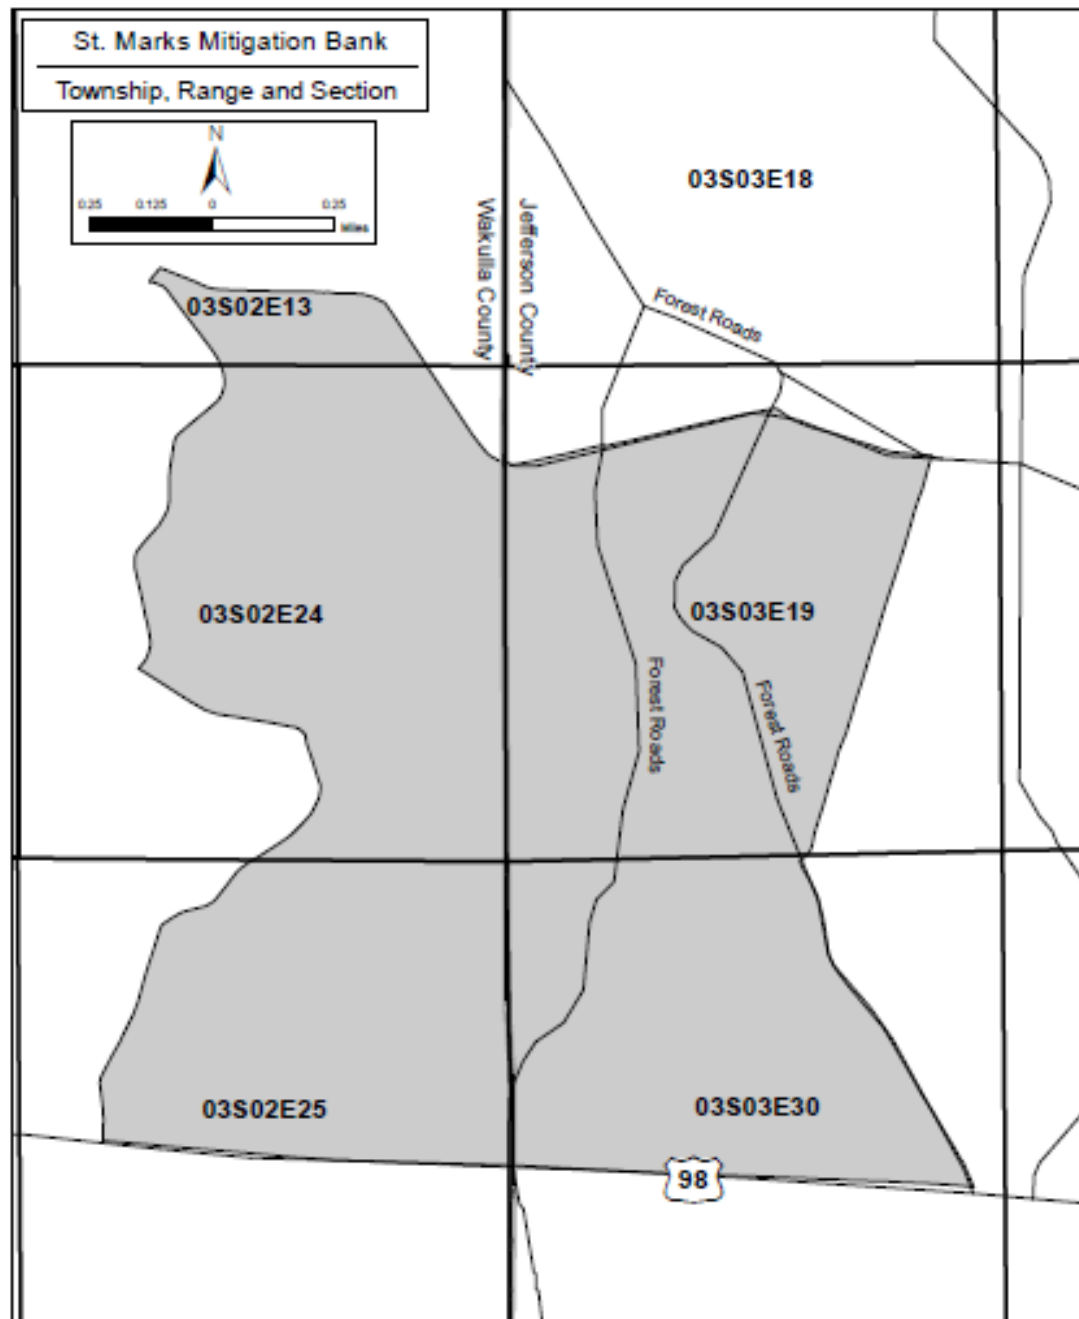 St. Marks Mitigation Bank
Township, Range and Section
N
0.25 0.125 0 0.25
Miles
03S03E18
Wakulla County
Jefferson County
03S02E13
Forest Roads
03S02E24
03S03E19
Forest Roads
Forest Roads
03S02E25
03S03E30
98